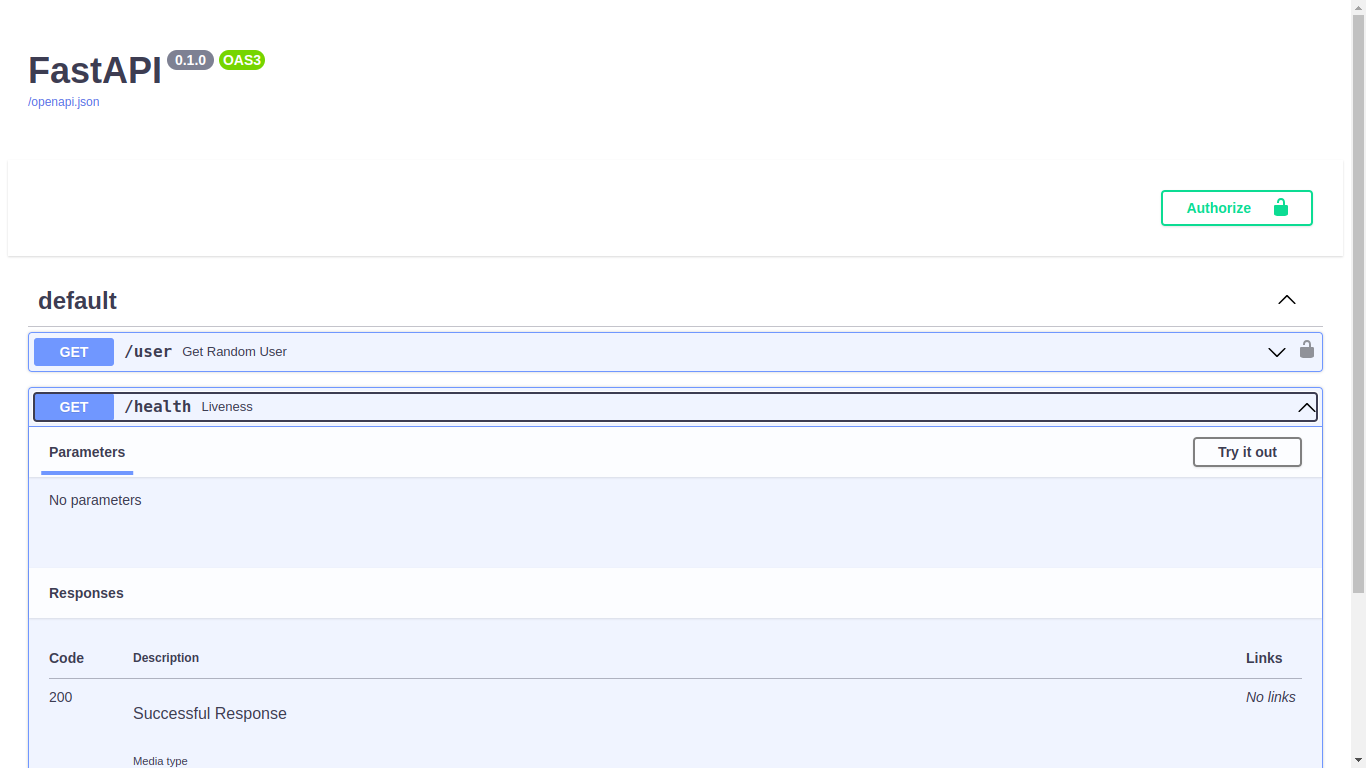 FastAPI 0.1.0 OAS3
/openapi.json
Authorize
default
GET /user Get Random User
GET /health Liveness
Parameters Try it out
No parameters
Responses
Code Description Links
200 Successful Response No links
Media type